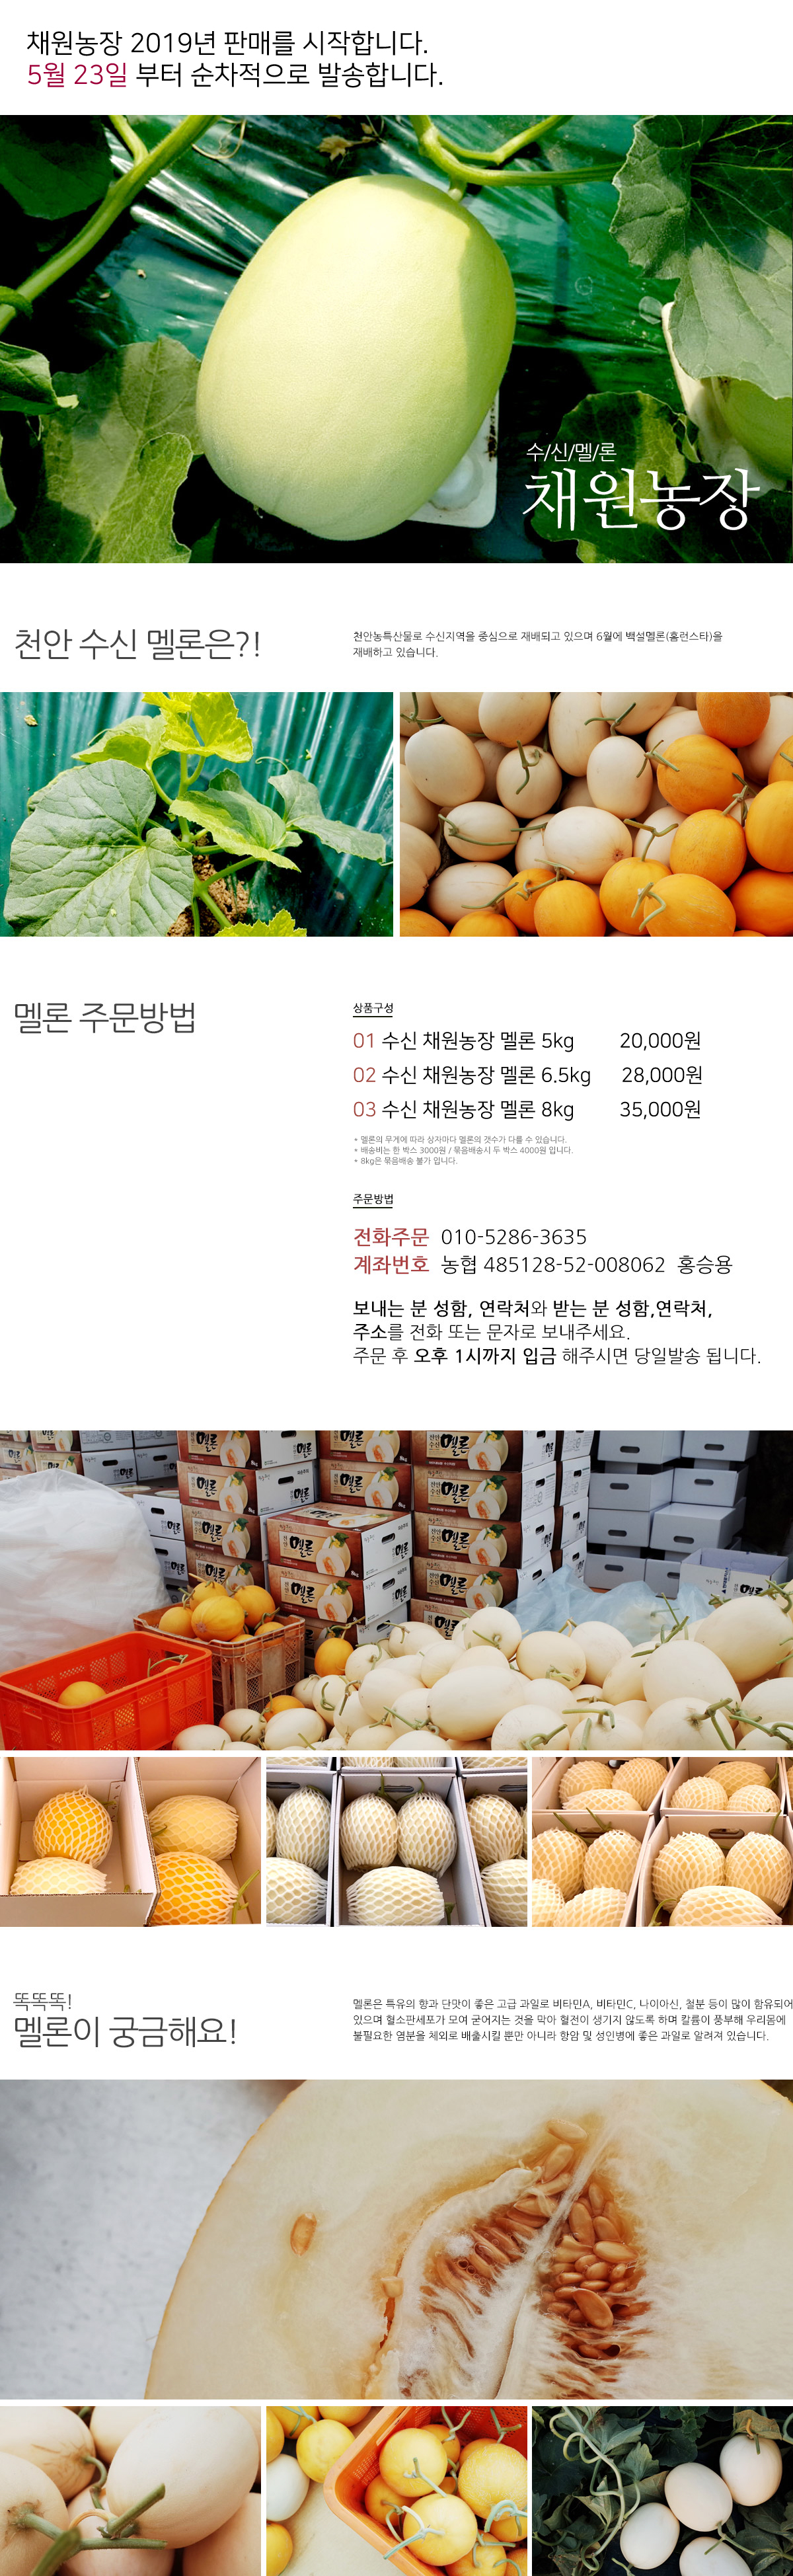 채원농장 2019년 판매를 시작합니다.
5월 23일 부터 순차적으로 발송합니다.
수/신/멜/론
채원농장
천안 수신 멜론은?!
천안농특산물로 수신지역을 중심으로 재배되고 있으며 6월에 백설멜론(홈런스타)을
재배하고 있습니다.
멜론 주문방법
상품구성
01 수신 채원농장 멜론 5kg 20,000원
02 수신 채원농장 멜론 6.5kg 28,000원
03 수신 채원농장 멜론 8kg 35,000원
* 멜론의 무게에 따라 상자마다 멜론의 갯수가 다를 수 있습니다.
* 배송비는 한 박스 3000원 / 묶음배송시 두 박스 4000원 입니다.
* 8kg은 묶음배송 불가 입니다.
주문방법
전화주문 010-5286-3635
계좌번호 농협 485128-52-008062 홍승용
보내는 분 성함, 연락처와 받는 분 성함,연락처,
주소를 전화 또는 문자로 보내주세요.
주문 후 오후 1시까지 입금 해주시면 당일발송 됩니다.
멜론
멜론
멜론
멜론
멜론
멜론
멜론
멜론
똑똑똑!
멜론이 궁금해요!
멜론은 특유의 향과 단맛이 좋은 고급 과일로 비타민A, 비타민C, 나이아신, 철분 등이 많이 함유되어
있으며 혈소판세포가 모여 굳어지는 것을 막아 혈전이 생기지 않도록 하며 칼륨이 풍부해 우리몸에
불필요한 염분을 체외로 배출시킬 뿐만 아니라 항암 및 성인병에 좋은 과일로 알려져 있습니다.